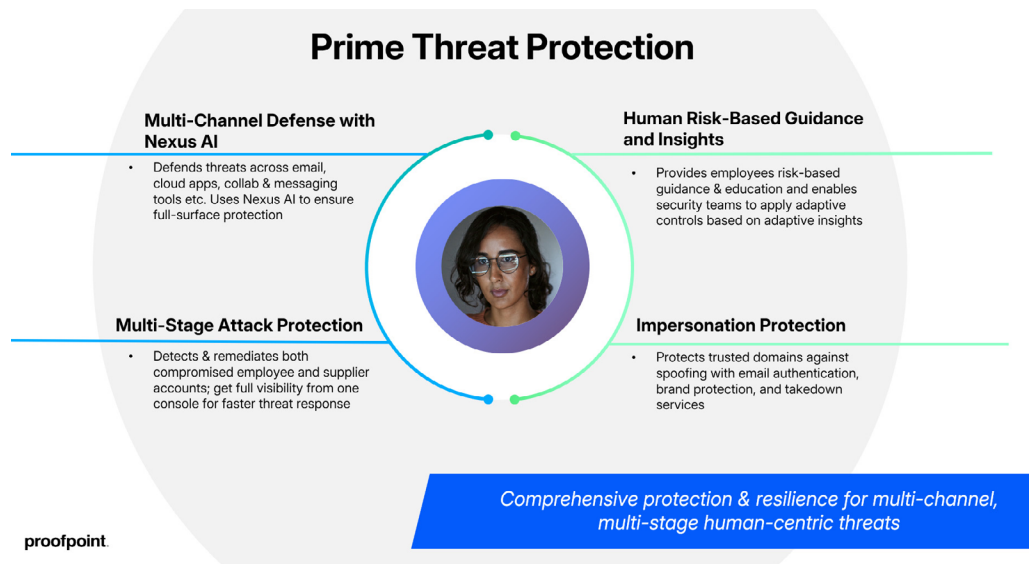 Prime Threat Protection
Multi-Channel Defense with
Nexus AI
• Defends threats across email,
cloud apps, collab & messaging
tools etc. Uses Nexus AI to ensure
full-surface protection
Human Risk-Based Guidance
and Insights
• Provides employees risk-based
guidance & education and enables
security teams to apply adaptive
controls based on adaptive insights
Multi-Stage Attack Protection
• Detects & remediates both
compromised employee and supplier
accounts; get full visibility from one
console for faster threat response
Impersonation Protection
• Protects trusted domains against
spoofing with email authentication,
brand protection, and takedown
services
Comprehensive protection & resilience for multi-channel,
multi-stage human-centric threats
proofpoint.